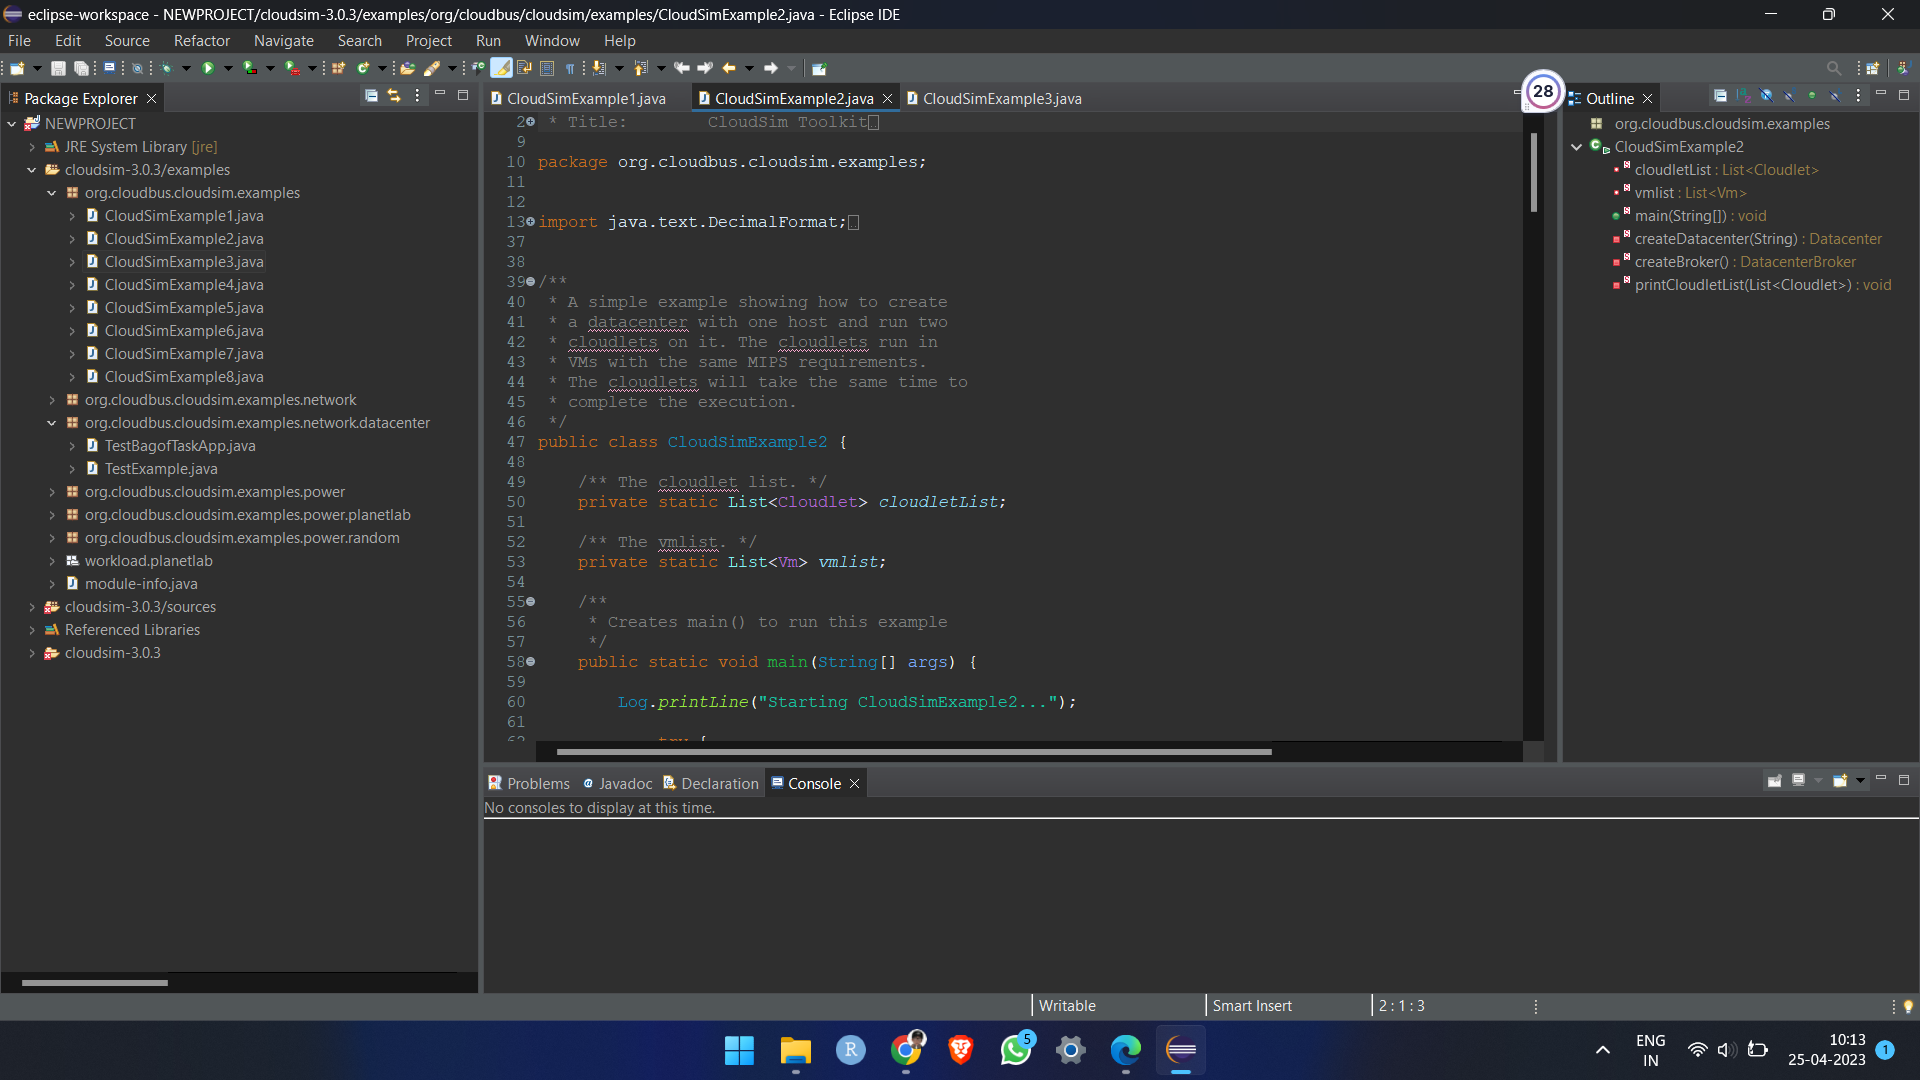 eclipse-workspace - NEWPROJECT/cloudsim-3.0.3/examples/org/cloudbus/cloudsim/examples/CloudSimExample2.java - Eclipse IDE
File Edit Source Refactor Navigate Search Project Run Window Help
Package Explorer
NEWPROJECT
JRE System Library [jre]
cloudsim-3.0.3/examples
org.cloudbus.cloudsim.examples
CloudSimExample1.java
CloudSimExample2.java
CloudSimExample3.java
CloudSimExample4.java
CloudSimExample5.java
CloudSimExample6.java
CloudSimExample7.java
CloudSimExample8.java
org.cloudbus.cloudsim.examples.network
org.cloudbus.cloudsim.examples.network.datacenter
TestBagofTaskApp.java
TestExample.java
org.cloudbus.cloudsim.examples.power
org.cloudbus.cloudsim.examples.power.planetlab
org.cloudbus.cloudsim.examples.power.random
workload.planetlab
module-info.java
cloudsim-3.0.3/sources
Referenced Libraries
cloudsim-3.0.3
CloudSimExample1.java CloudSimExample2.java CloudSimExample3.java
2 * Title: CloudSim Toolkit
9
10 package org.cloudbus.cloudsim.examples;
11
12
13 import java.text.DecimalFormat;
37
38
39 /**
40 * A simple example showing how to create
41 * a datacenter with one host and run two
42 * cloudlets on it. The cloudlets run in
43 * VMs with the same MIPS requirements.
44 * The cloudlets will take the same time to
45 * complete the execution.
46 */
47 public class CloudSimExample2 {
48
49 /** The cloudlet list. */
50 private static List<Cloudlet> cloudletList;
51
52 /** The vmlist. */
53 private static List<Vm> vmlist;
54
55 /**
56 * Creates main() to run this example
57 */
58 public static void main(String[] args) {
59
60 Log.printLine("Starting CloudSimExample2...");
61
62 try {
28
Outline
org.cloudbus.cloudsim.examples
CloudSimExample2
cloudletList : List<Cloudlet>
vmlist : List<Vm>
main(String[]) : void
createDatacenter(String) : Datacenter
createBroker() : DatacenterBroker
printCloudletList(List<Cloudlet>) : void
Problems Javadoc Declaration Console
No consoles to display at this time.
Writable Smart Insert 2 : 1 : 3
5
ENG
IN
10:13
25-04-2023
1